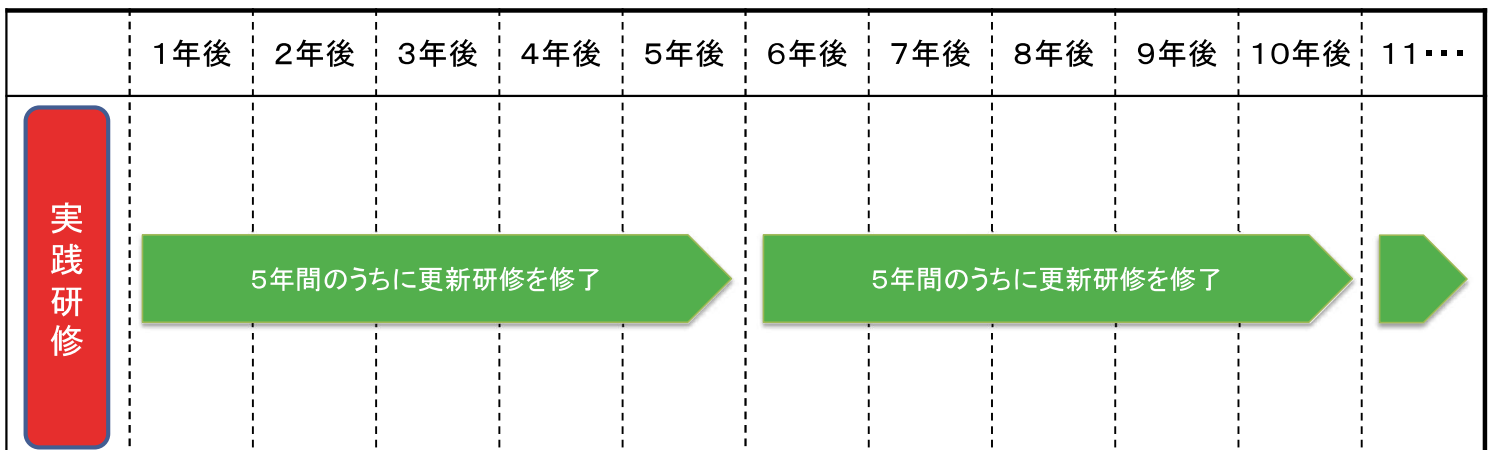 1年後 2年後 3年後 4年後 5年後 6年後 7年後 8年後 9年後 10年後 11･･･
実践研修
5年間のうちに更新研修を修了 5年間のうちに更新研修を修了